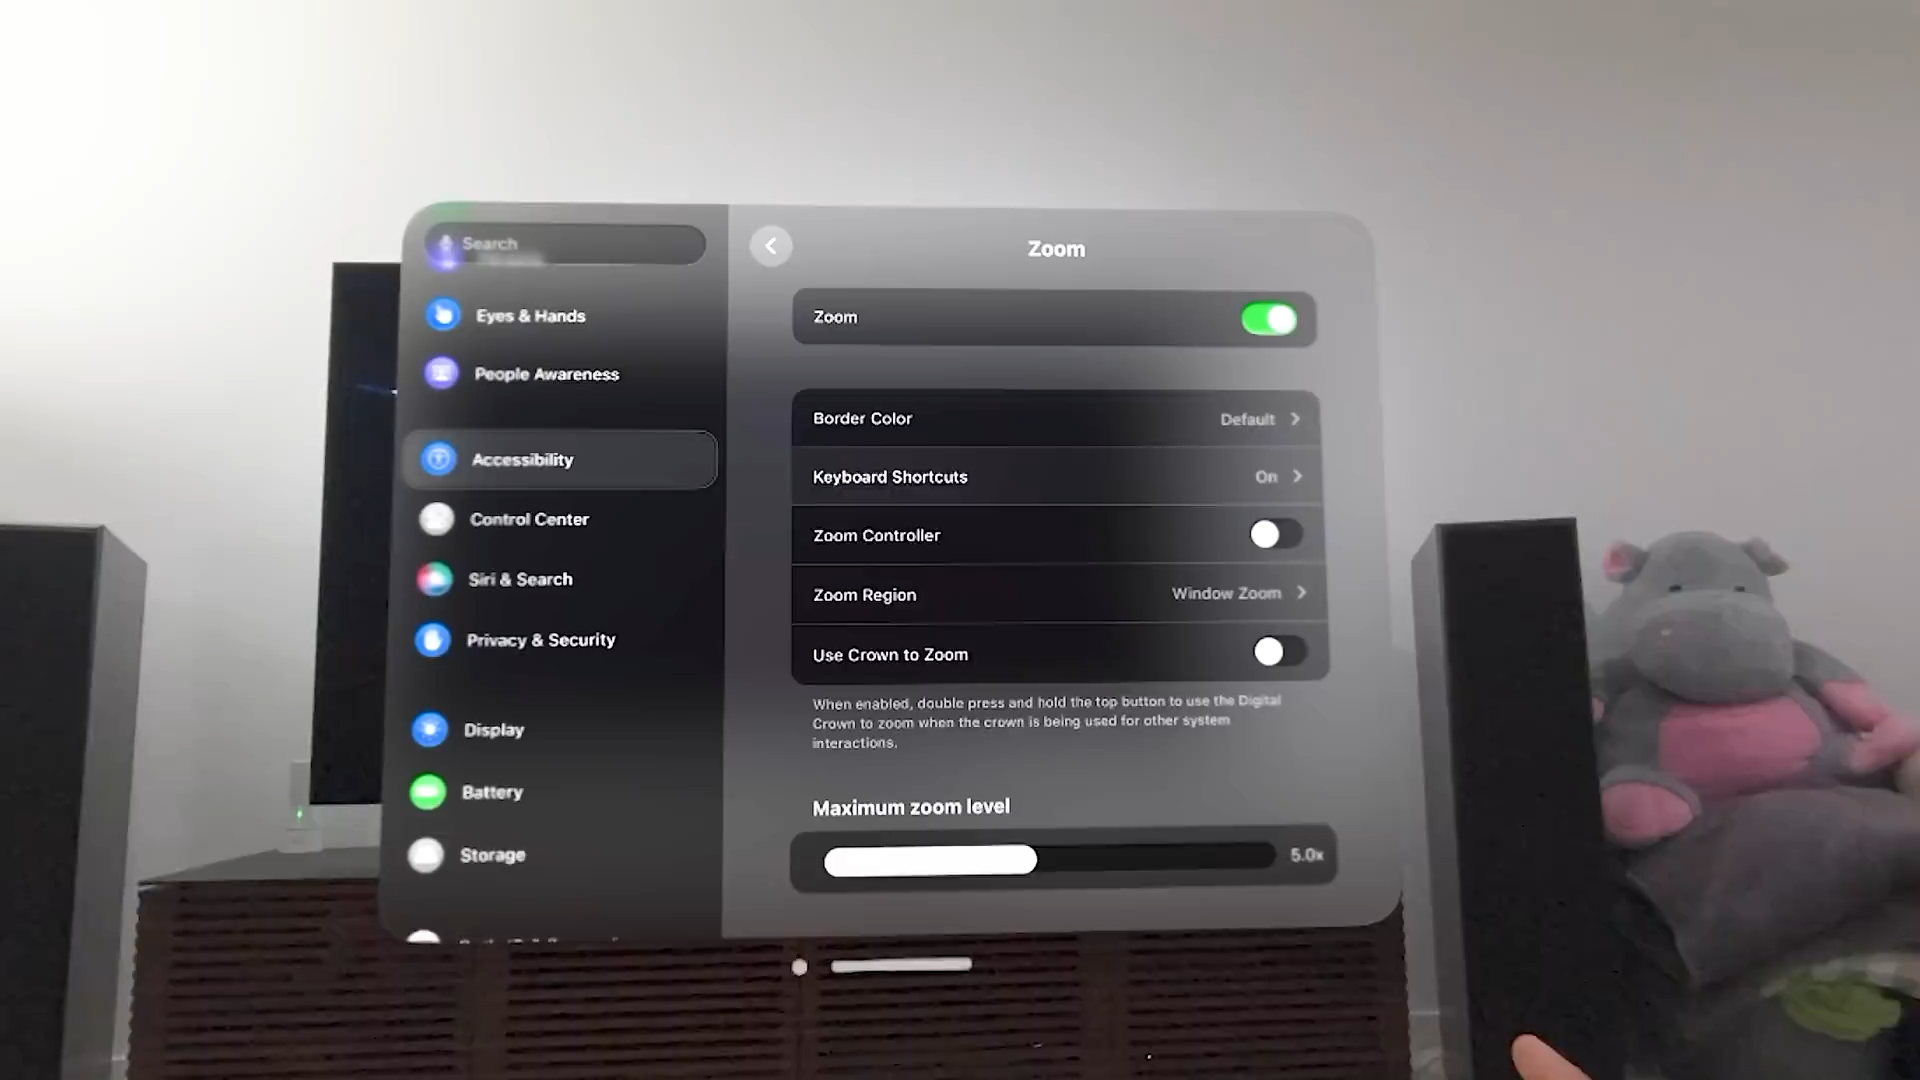 Search
Eyes & Hands
People Awareness
Accessibility
Control Center
Siri & Search
Privacy & Security
Display
Battery
Storage
Zoom
Zoom
Border Color Default
Keyboard Shortcuts On
Zoom Controller
Zoom Region Window Zoom
Use Crown to Zoom
When enabled, double press and hold the top button to use the Digital
Crown to zoom when the crown is being used for other system
interactions.
Maximum zoom level
5.0x